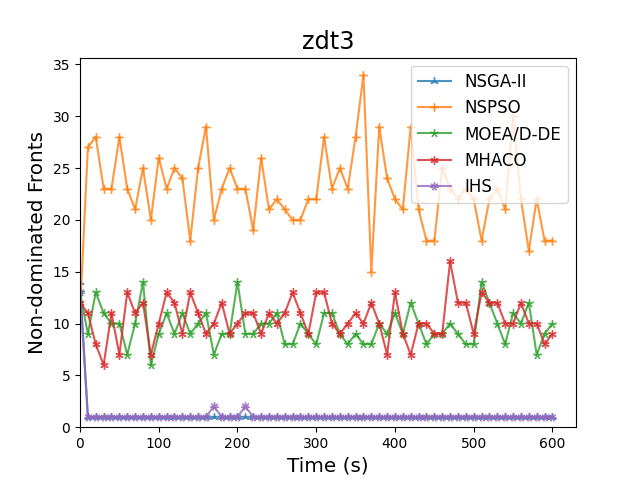 zdt3
35
30
25
20
15
10
5
0
Non-dominated Fronts
NSGA-II
NSPSO
MOEA/D-DE
MHACO
IHS
0 100 200 300 400 500 600
Time (s)